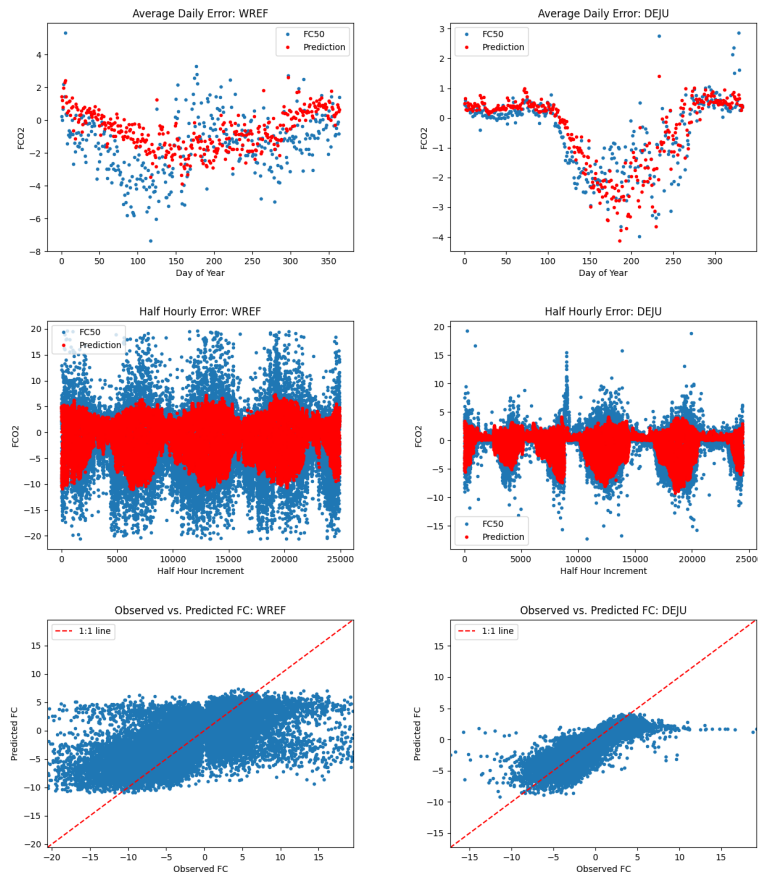 Average Daily Error: WREF
FC50
Prediction
4
2
0
−2
−4
−6
−8
FCO2
0 50 100 150 200 250 300 350
Day of Year
Average Daily Error: DEJU
FC50
Prediction
3
2
1
0
−1
−2
−3
−4
FCO2
0 50 100 150 200 250 300
Day of Year
Half Hourly Error: WREF
FC50
Prediction
20
15
10
5
0
−5
−10
−15
−20
FCO2
0 5000 10000 15000 20000 25000
Half Hour Increment
Half Hourly Error: DEJU
20
15
10
5
0
−5
−10
−15
FCO2
FC50
Prediction
0 5000 10000 15000 20000 25000
Half Hour Increment
Observed vs. Predicted FC: WREF
1:1 line
15
10
5
0
−5
−10
−15
−20
Predicted FC
−20 −15 −10 −5 0 5 10 15
Observed FC
Observed vs. Predicted FC: DEJU
1:1 line
15
10
5
0
−5
−10
−15
Predicted FC
−15 −10 −5 0 5 10 15
Observed FC